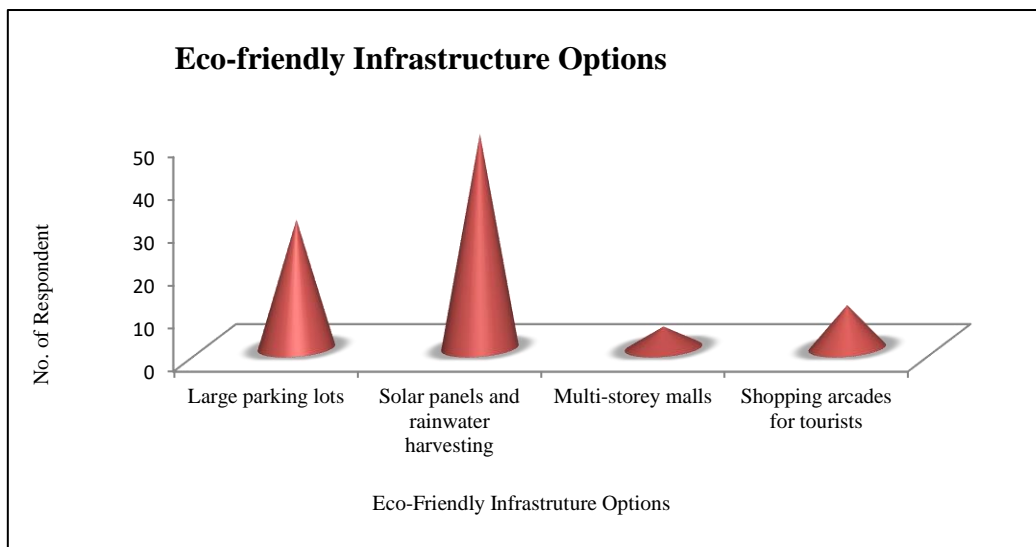 Eco-friendly Infrastructure Options
50
40
30
20
10
0
No. of Respondent
Large parking lots
Solar panels and
rainwater
harvesting
Multi-storey malls
Shopping arcades
for tourists
Eco-Friendly Infrastruture Options